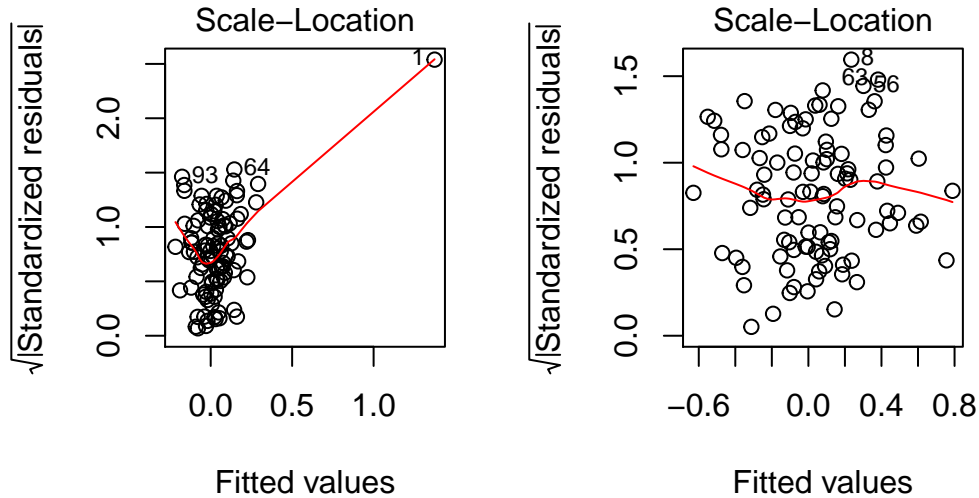 Scale−Location
√|Standardized residuals|
2.0
1.0
0.0
1
93
64
0.0 0.5 1.0
Fitted values
Scale−Location
√|Standardized residuals|
1.5
1.0
0.5
0.0
8
63
56
−0.6 0.0 0.4 0.8
Fitted values